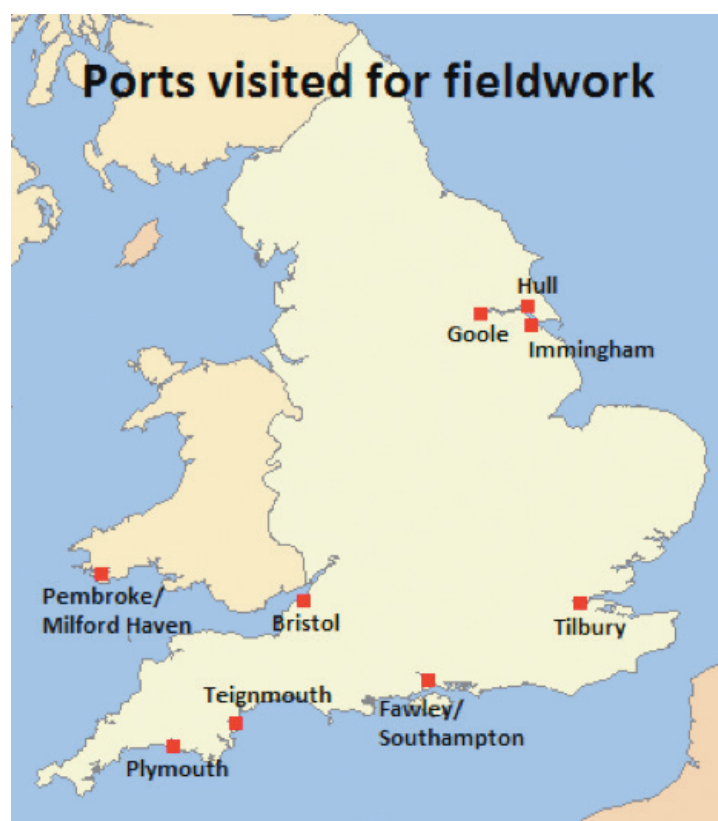 Ports visited for fieldwork
Hull
Goole
Immingham
Pembroke/
Milford Haven
Bristol
Tilbury
Teignmouth
Fawley/
Southampton
Plymouth